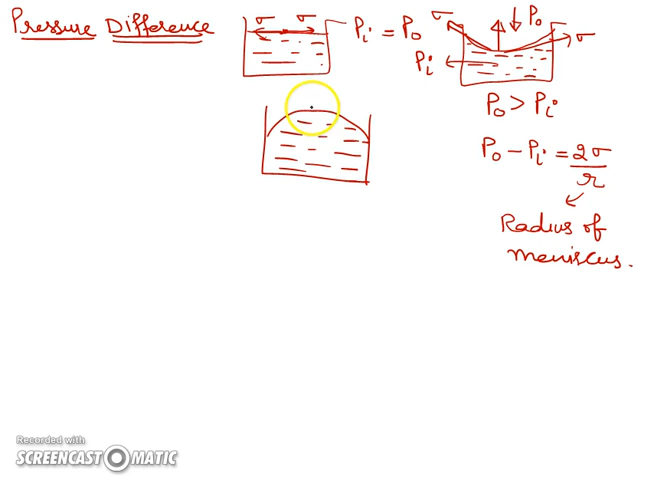 Pressure Difference
σ σ
Pi = Po
σ
Po
σ
Pi
Po > Pi
Po - Pi = 2σ/r
Radius of
meniscus.
Recorded with
SCREENCAST MATIC